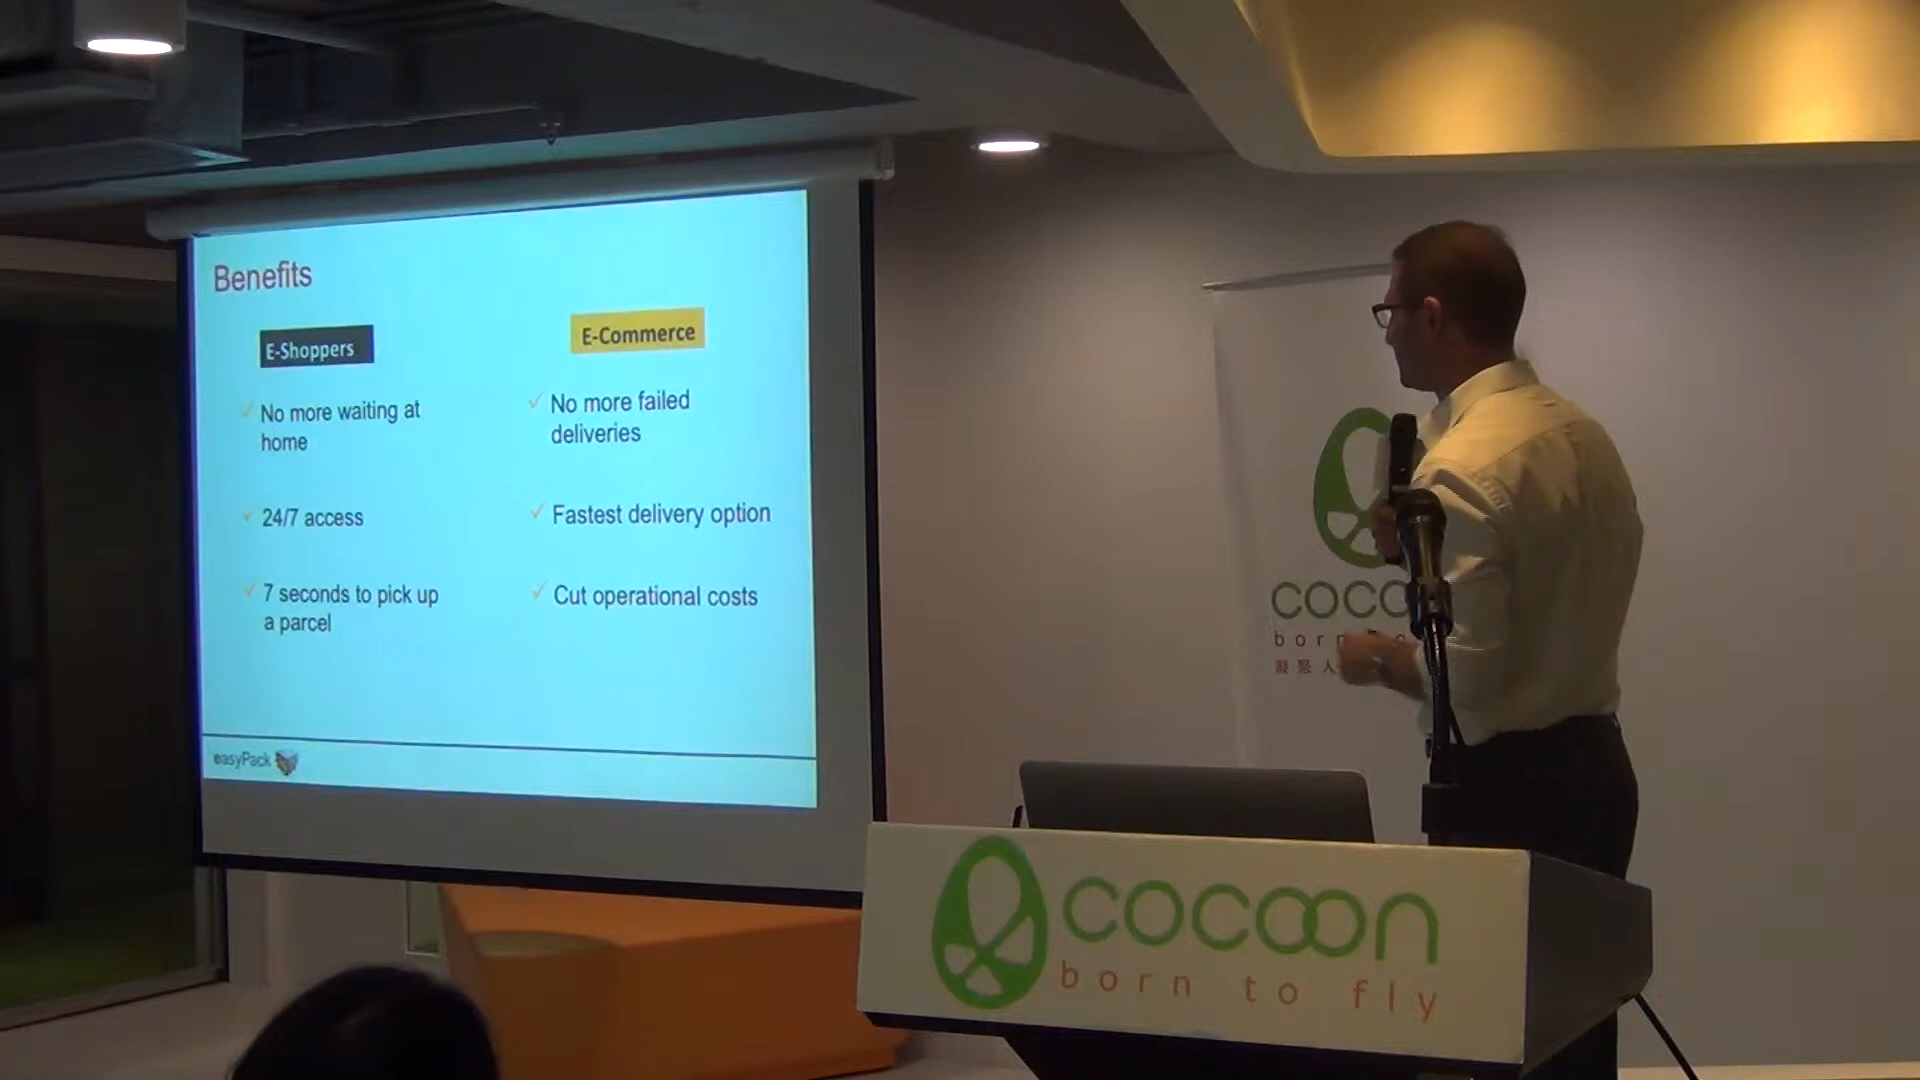 Benefits
E-Shoppers
No more waiting at
home
24/7 access
7 seconds to pick up
a parcel
E-Commerce
No more failed
deliveries
Fastest delivery option
Cut operational costs
easyPack
cocoon
born to fly